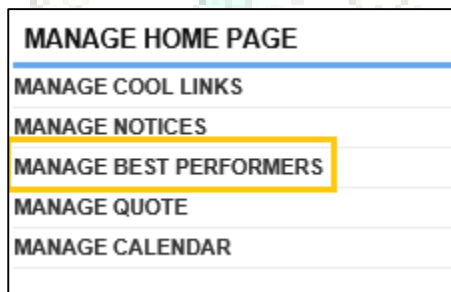 MANAGE HOME PAGE
MANAGE COOL LINKS
MANAGE NOTICES
MANAGE BEST PERFORMERS
MANAGE QUOTE
MANAGE CALENDAR